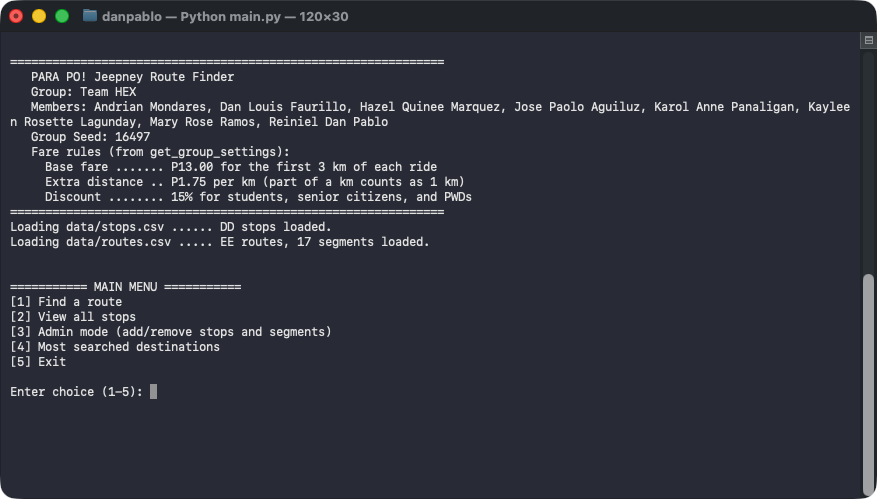 danpablo — Python main.py — 120×30
==============================================================
   PARA PO! Jeepney Route Finder
   Group: Team HEX
   Members: Andrian Mondares, Dan Louis Faurillo, Hazel Quinee Marquez, Jose Paolo Aguiluz, Karol Anne Panaligan, Kaylee
n Rosette Lagunday, Mary Rose Ramos, Reiniel Dan Pablo
   Group Seed: 16497
   Fare rules (from get_group_settings):
     Base fare ....... P13.00 for the first 3 km of each ride
     Extra distance .. P1.75 per km (part of a km counts as 1 km)
     Discount ........ 15% for students, senior citizens, and PWDs
==============================================================
Loading data/stops.csv ...... DD stops loaded.
Loading data/routes.csv ..... EE routes, 17 segments loaded.
=========== MAIN MENU ===========
[1] Find a route
[2] View all stops
[3] Admin mode (add/remove stops and segments)
[4] Most searched destinations
[5] Exit
Enter choice (1-5):